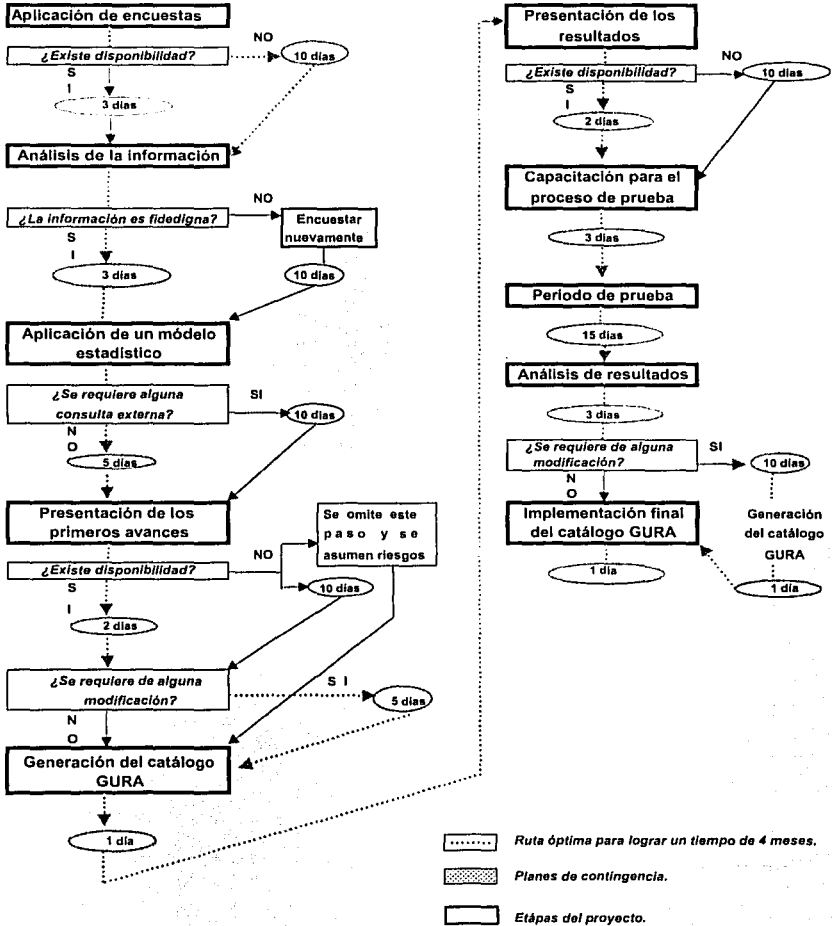 Aplicación de encuestas
¿Existe disponibilidad?
NO
10 días
S
I
3 días
Análisis de la información
¿La información es fidedigna?
NO
Encuestar
nuevamente
S
I
3 días
10 días
Aplicación de un módelo
estadístico
¿Se requiere alguna
consulta externa?
SI
10 días
N
O
5 días
Presentación de los
primeros avances
Se omite este
paso y se
asumen riesgos
¿Existe disponibilidad?
NO
10 días
S
I
2 días
¿Se requiere de alguna
modificación?
S I
5 días
N
O
Generación del catálogo
GURA
1 día
Presentación de los
resultados
¿Existe disponibilidad?
NO
10 días
S
I
2 días
Capacitación para el
proceso de prueba
3 días
Periodo de prueba
15 días
Análisis de resultados
3 días
¿Se requiere de alguna
modificación?
SI
10 días
N
O
Implementación final
del catálogo GURA
1 día
Generación
del catálogo
GURA
1 día
Ruta óptima para lograr un tiempo de 4 meses.
Planes de contingencia.
Etápas del proyecto.